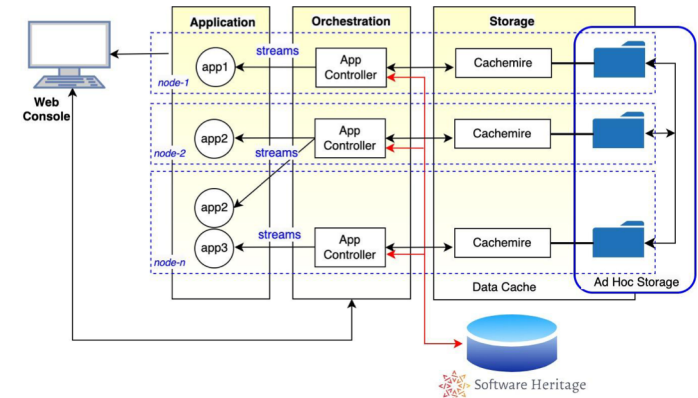 Application
Orchestration
Storage
streams
app1
App
Controller
Cachemire
node-1
Web
Console
app2
App
Controller
Cachemire
node-2
streams
app2
streams
app3
App
Controller
Cachemire
node-n
Data Cache
Ad Hoc Storage
Software Heritage